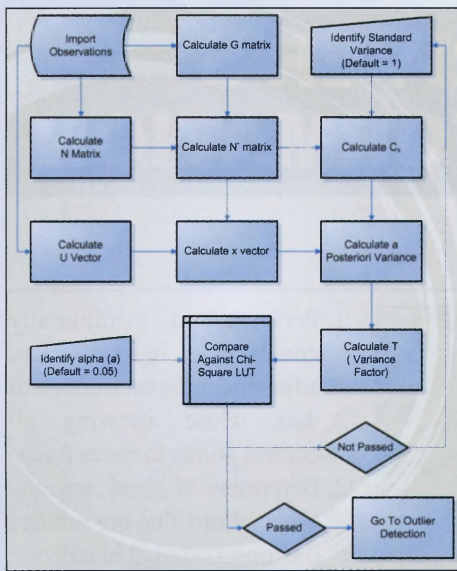 Import
Observations
Calculate G matrix
Identify Standard
Variance
(Default = 1)
Calculate
N Matrix
Calculate N- matrix
Calculate Cx
Calculate
U Vector
Calculate x vector
Calculate a
Posteriori Variance
Identify alpha (a)
(Default = 0.05)
Compare
Against Chi-
Square LUT
Calculate T
( Variance
Factor)
Not Passed
Passed
Go To Outlier
Detection